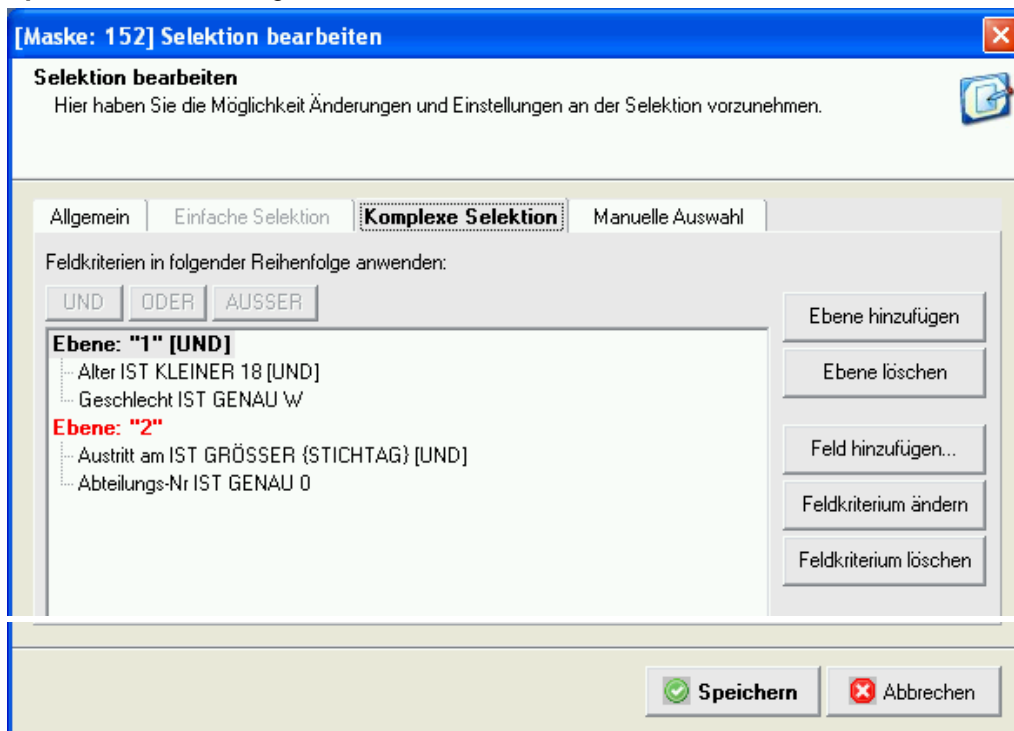 [Maske: 152] Selektion bearbeiten
Selektion bearbeiten
Hier haben Sie die Möglichkeit Änderungen und Einstellungen an der Selektion vorzunehmen.
Allgemein Einfache Selektion Komplexe Selektion Manuelle Auswahl
Feldkriterien in folgender Reihenfolge anwenden:
UND ODER AUSSER
Ebene hinzufügen
Ebene: "1" [UND]
Alter IST KLEINER 18 [UND]
Ebene löschen
Geschlecht IST GENAU W
Ebene: "2"
Austritt am IST GRÖSSER {STICHTAG} [UND]
Feld hinzufügen...
Abteilungs-Nr IST GENAU 0
Feldkriterium ändern
Feldkriterium löschen
Speichern Abbrechen